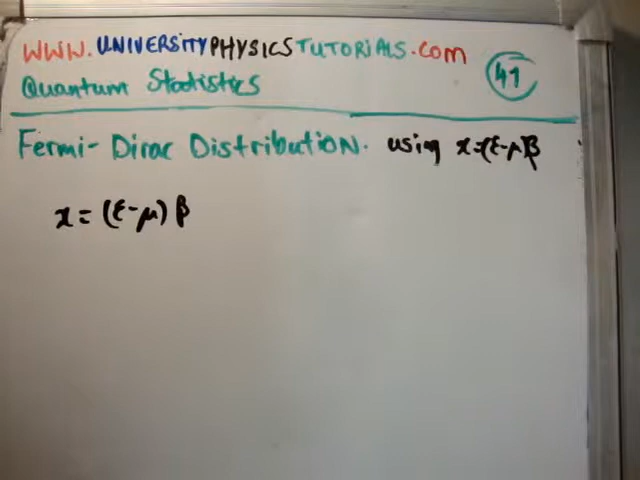 WWW.UNIVERSITYPHYSICSTUTORIALS.COM
Quantum Statistics
41
Fermi-Dirac Distribution. using x=(ε-μ)β
x = (ε-μ)β